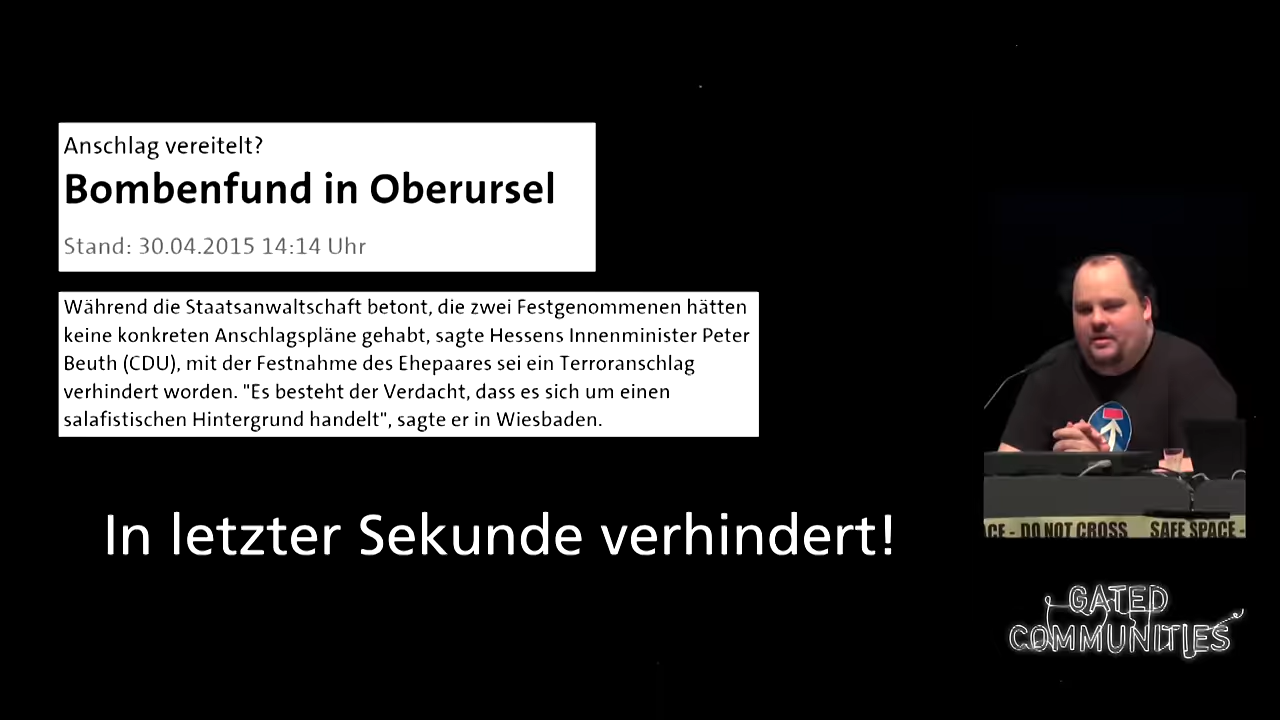 Anschlag vereitelt?
Bombenfund in Oberursel
Stand: 30.04.2015 14:14 Uhr
Während die Staatsanwaltschaft betont, die zwei Festgenommenen hätten
keine konkreten Anschlagspläne gehabt, sagte Hessens Innenminister Peter
Beuth (CDU), mit der Festnahme des Ehepaares sei ein Terroranschlag
verhindert worden. "Es besteht der Verdacht, dass es sich um einen
salafistischen Hintergrund handelt", sagte er in Wiesbaden.
In letzter Sekunde verhindert!
ACE - DO NOT CROSS SAFE SPACE -
GATED
COMMUNITIES